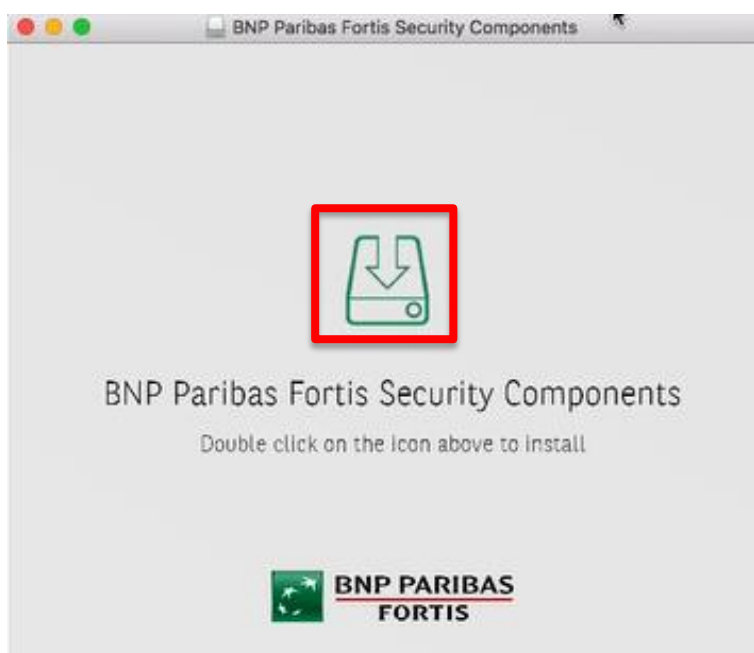 BNP Paribas Fortis Security Components
BNP Paribas Fortis Security Components
Double click on the icon above to install
BNP PARIBAS
FORTIS